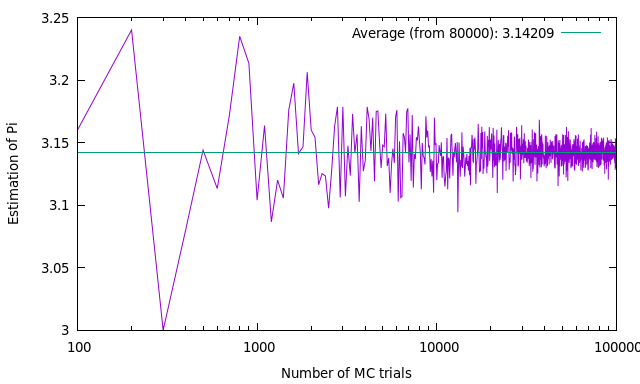 3.25
Average (from 80000): 3.14209
3.2
3.15
3.1
3.05
3
Estimation of Pi
100 1000 10000 100000
Number of MC trials